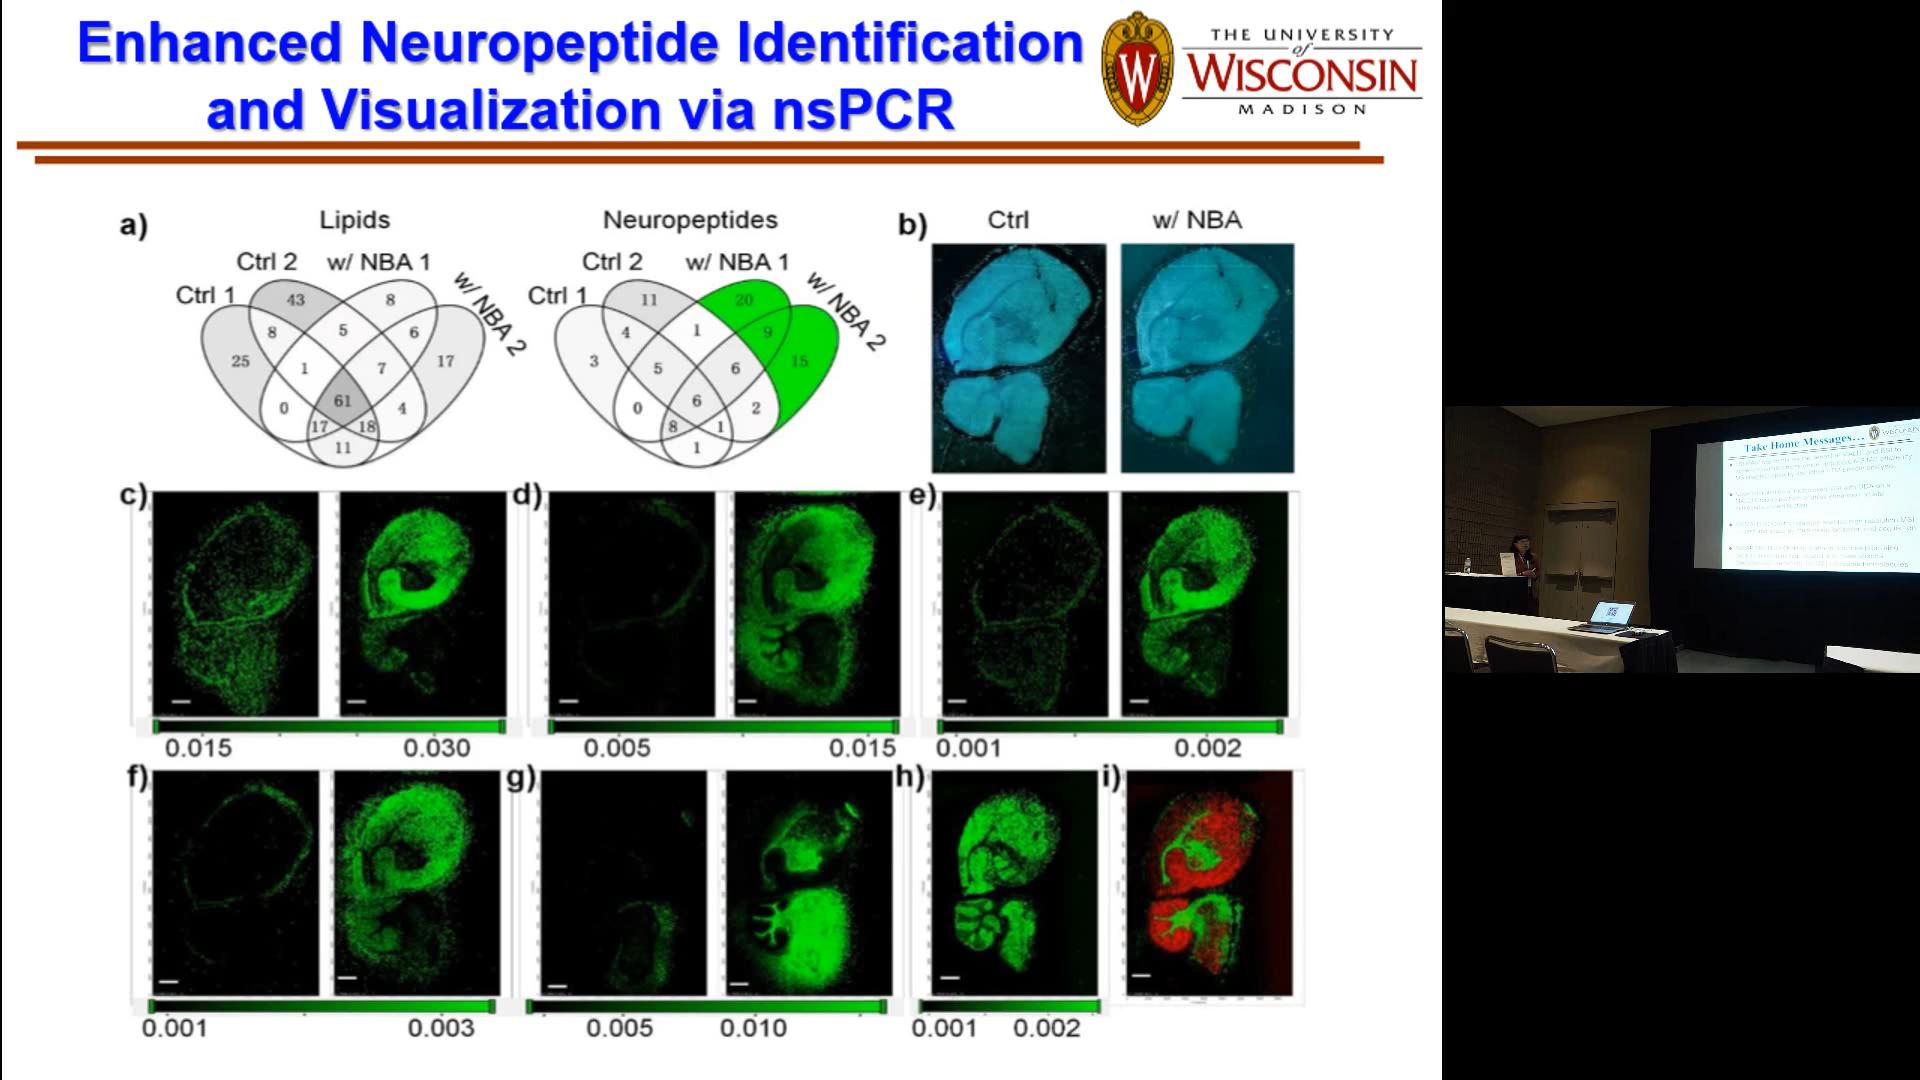 Enhanced Neuropeptide Identification
and Visualization via nsPCR
THE UNIVERSITY
of
WISCONSIN
MADISON
a)
Lipids
Ctrl 1
Ctrl 2
w/ NBA 1
w/ NBA 2
43
8
8
5
6
25
1
7
17
0
61
4
17
18
11
Neuropeptides
Ctrl 1
Ctrl 2
w/ NBA 1
w/ NBA 2
11
20
4
1
9
3
5
6
15
0
6
2
8
1
1
b)
Ctrl
w/ NBA
c)
0.015
0.030
d)
0.005
0.015
e)
0.001
0.002
f)
0.001
0.003
g)
0.005
0.010
h)
0.001
0.002
i)
Take Home Messages...
WISCONSIN